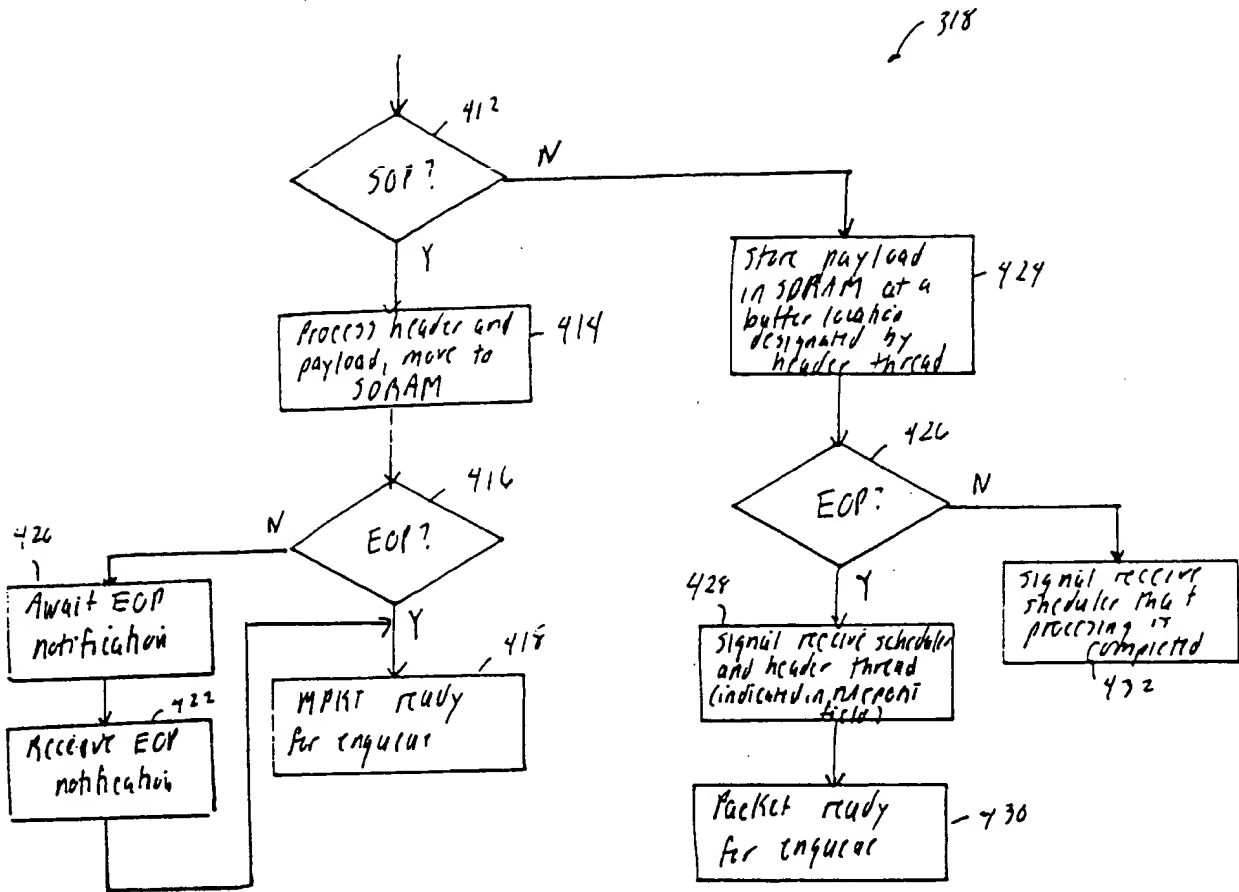 318
412
SOP?
N
Y
Process header and
payload, move to
SDRAM
414
Store payload
in SDRAM at a
buffer location
designated by
header thread
424
416
EOP?
N
Y
426
EOP?
N
Y
420
Await EOP
notification
422
Receive EOP
notification
418
MPKT ready
for enqueue
428
Signal receive scheduler
and header thread
(indicated in
field)
Signal receive
sheduler that
procesing is
completed
432
Packet ready
for enqueue
430